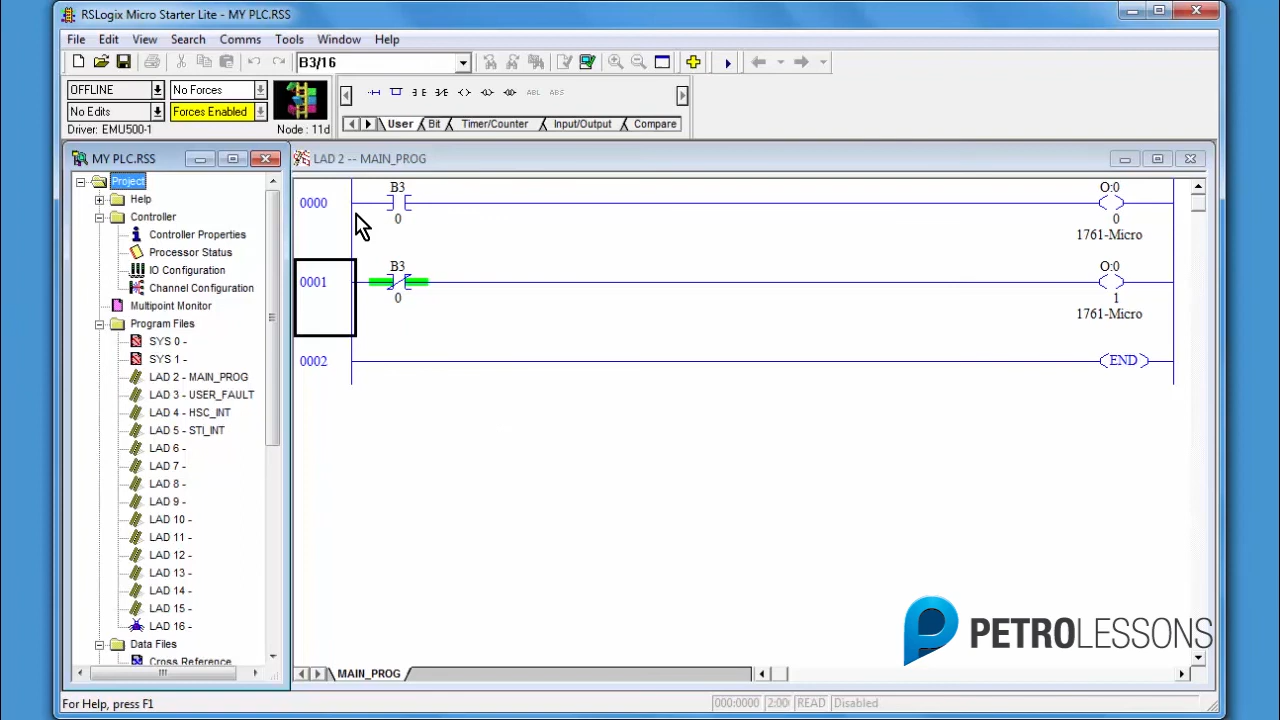 RSLogix Micro Starter Lite - MY PLC.RSS
File Edit View Search Comms Tools Window Help
B3/16
OFFLINE No Forces
No Edits Forces Enabled
Driver: EMU500-1 Node : 11d
ABL ABS
User Bit Timer/Counter Input/Output Compare
MY PLC.RSS
Project
Help
Controller
Controller Properties
Processor Status
IO Configuration
Channel Configuration
Multipoint Monitor
Program Files
SYS 0 -
SYS 1 -
LAD 2 - MAIN_PROG
LAD 3 - USER_FAULT
LAD 4 - HSC_INT
LAD 5 - STI_INT
LAD 6 -
LAD 7 -
LAD 8 -
LAD 9 -
LAD 10 -
LAD 11 -
LAD 12 -
LAD 13 -
LAD 14 -
LAD 15 -
LAD 16 -
Data Files
Cross Reference
LAD 2 -- MAIN_PROG
B3 O:0
0000
0 0
1761-Micro
B3 O:0
0001
0 1
1761-Micro
0002 END
PETROLESSONS
MAIN_PROG
For Help, press F1
000:0000 2:00 READ Disabled